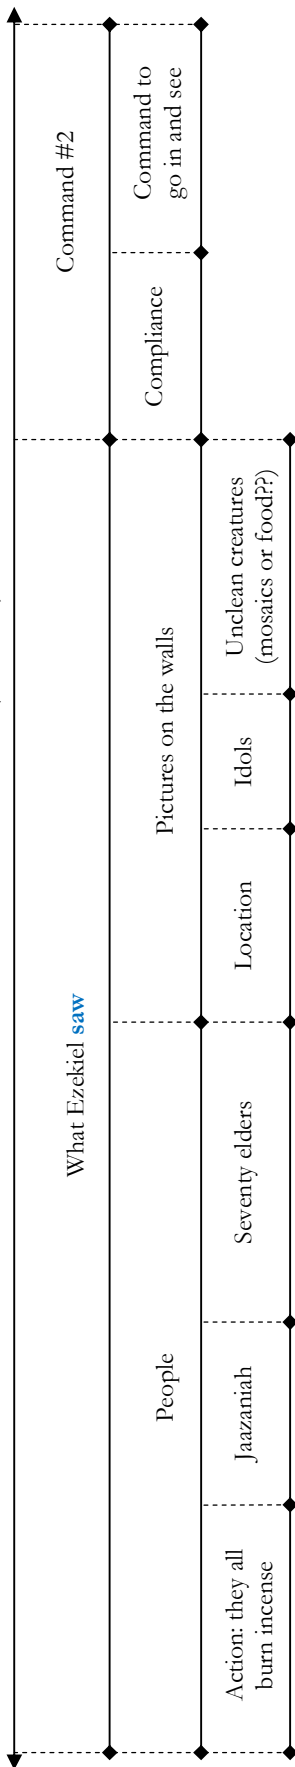 What Ezekiel saw
Command #2
People
Pictures on the walls
Compliance
Command to
go in and see
Action: they all
burn incense
Jaazaniah
Seventy elders
Location
Idols
Unclean creatures
(mosaics or food??)